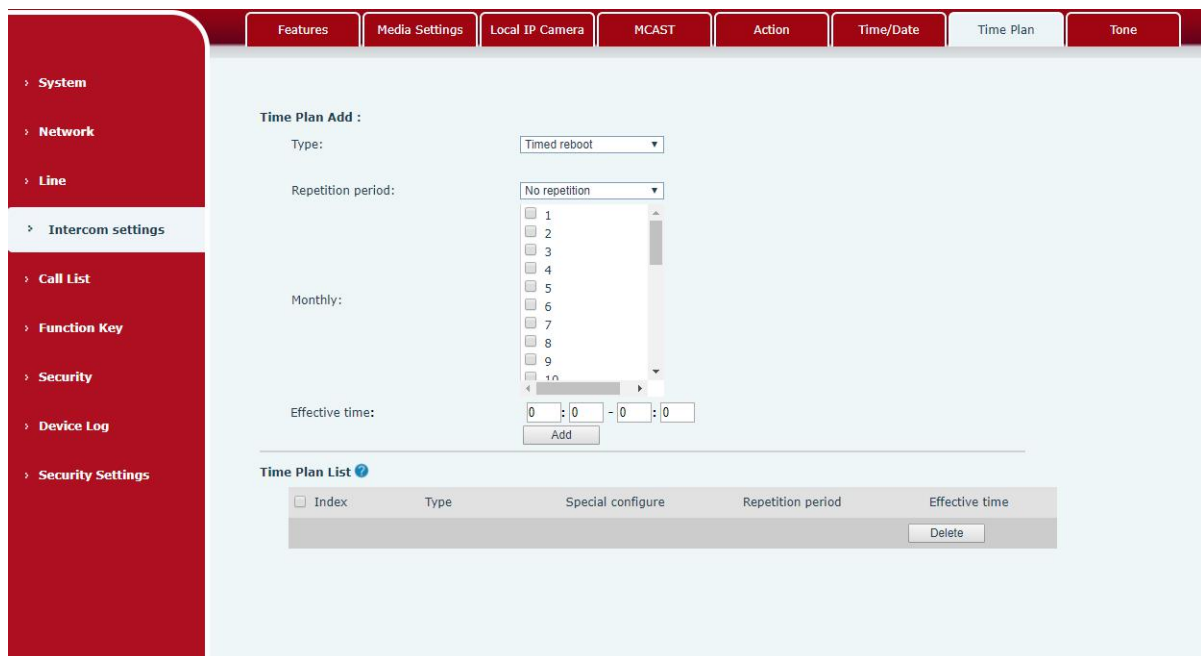 Features Media Settings Local IP Camera MCAST Action Time/Date Time Plan Tone
› System
› Network
› Line
› Intercom settings
› Call List
› Function Key
› Security
› Device Log
› Security Settings
Time Plan Add :
Type: Timed reboot
Repetition period: No repetition
Monthly:
1
2
3
4
5
6
7
8
9
10
Effective time: 0 : 0 - 0 : 0
Add
Time Plan List ?
Index Type Special configure Repetition period Effective time
Delete